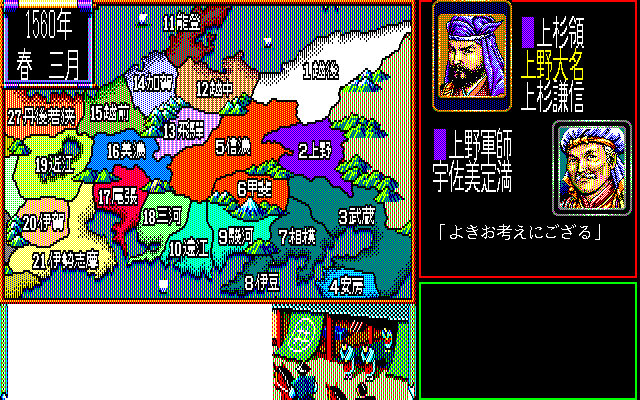 1560年
春 三月
11能登
1越後
14加賀
12越中
15越前
27丹後若狭
13飛騨
5信濃
16美濃
2上野
19近江
6甲斐
17尾張
18三河
3武蔵
20伊賀
9駿河
7相模
10遠江
21伊勢志摩
8伊豆
4安房
上杉領
上野大名
上杉謙信
上野軍師
宇佐美定満
「よきお考えにござる」